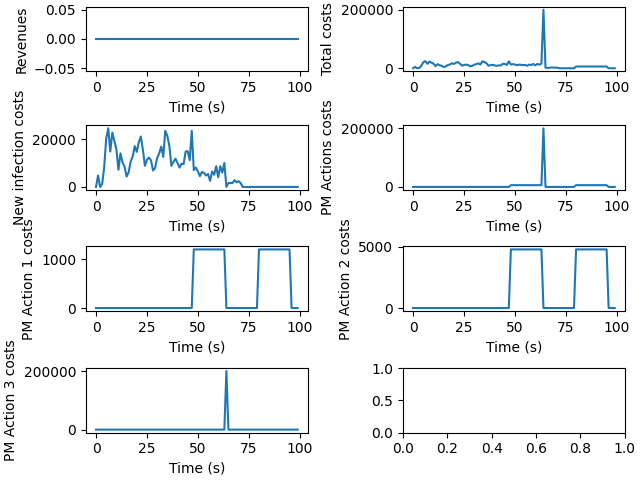 Revenues
0.05
0.00
−0.05
0 25 50 75 100
Time (s)
Total costs
200000
0
0 25 50 75 100
Time (s)
New infection costs
20000
0
0 25 50 75 100
Time (s)
PM Actions costs
200000
0
0 25 50 75 100
Time (s)
PM Action 1 costs
1000
0
0 25 50 75 100
Time (s)
PM Action 2 costs
5000
0
0 25 50 75 100
Time (s)
PM Action 3 costs
200000
0
0 25 50 75 100
Time (s)
1.0
0.5
0.0
0.0 0.2 0.4 0.6 0.8 1.0